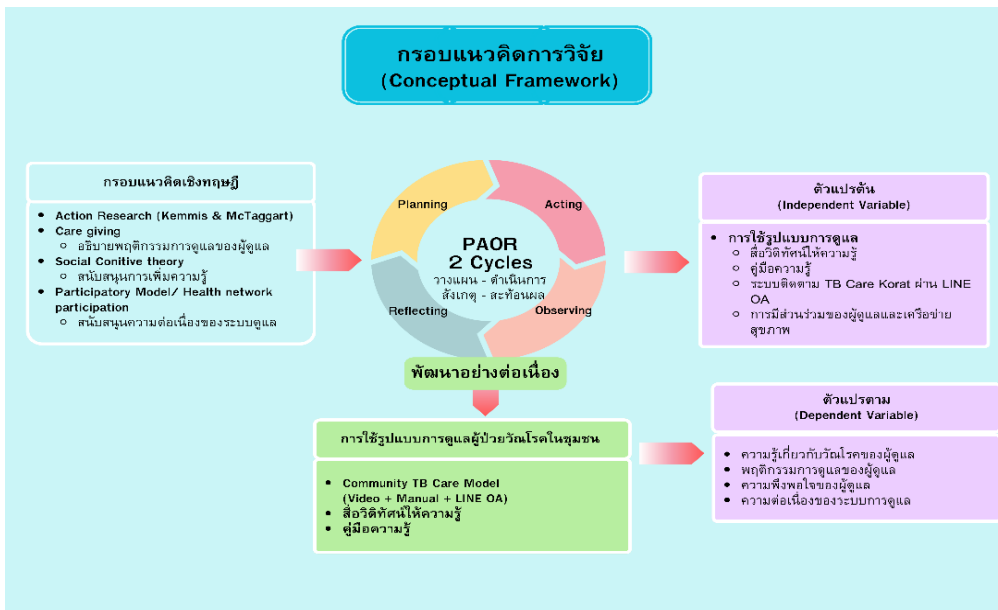 กรอบแนวคิดการวิจัย
(Conceptual Framework)
กรอบแนวคิดเชิงทฤษฎี
Action Research (Kemmis & McTaggart)
Care giving
อธิบายพฤติกรรมการดูแลของผู้ดูแล
Social Conitive theory
สนับสนุนการเพิ่มความรู้
Participatory Model/ Health network
participation
สนับสนุนความต่อเนื่องของระบบดูแล
Planning
Acting
PAOR
2 Cycles
วางแผน - ดำเนินการ
สังเกตุ - สะท้อนผล
Reflecting
Observing
พัฒนาอย่างต่อเนื่อง
ตัวแปรต้น
(Independent Variable)
การใช้รูปแบบการดูแล
สื่อวิดิทัศน์ให้ความรู้
คู่มือความรู้
ระบบติดตาม TB Care Korat ผ่าน LINE
OA
การมีส่วนร่วมของผู้ดูแลและเครือข่าย
สุขภาพ
การใช้รูปแบบการดูแลผู้ป่วยวัณโรคในชุมชน
Community TB Care Model
(Video + Manual + LINE OA)
สื่อวิดิทัศน์ให้ความรู้
คู่มือความรู้
ตัวแปรตาม
(Dependent Variable)
ความรู้เกี่ยวกับวัณโรคของผู้ดูแล
พฤติกรรมการดูแลของผู้ดูแล
ความพึงพอใจของผู้ดูแล
ความต่อเนื่องของระบบการดูแล